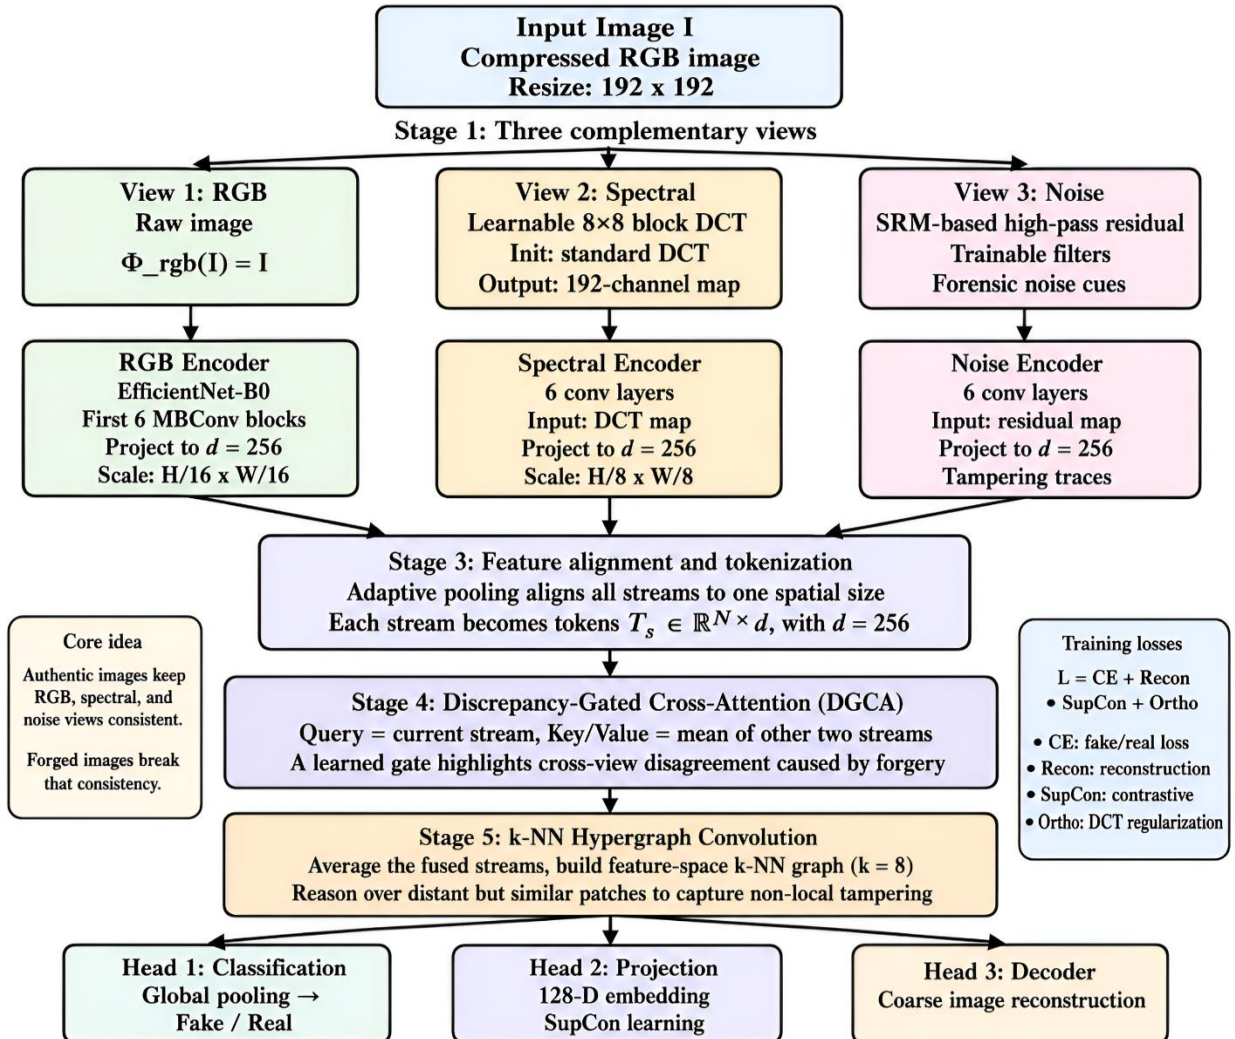 Input Image I
Compressed RGB image
Resize: 192 x 192
Stage 1: Three complementary views
View 1: RGB
Raw image
Φ_rgb(I) = I
View 2: Spectral
Learnable 8×8 block DCT
Init: standard DCT
Output: 192-channel map
View 3: Noise
SRM-based high-pass residual
Trainable filters
Forensic noise cues
RGB Encoder
EfficientNet-B0
First 6 MBConv blocks
Project to d = 256
Scale: H/16 x W/16
Spectral Encoder
6 conv layers
Input: DCT map
Project to d = 256
Scale: H/8 x W/8
Noise Encoder
6 conv layers
Input: residual map
Project to d = 256
Tampering traces
Stage 3: Feature alignment and tokenization
Adaptive pooling aligns all streams to one spatial size
Each stream becomes tokens T_s ∈ ℝ^{N × d}, with d = 256
Core idea
Authentic images keep
RGB, spectral, and
noise views consistent.
Forged images break
that consistency.
Stage 4: Discrepancy-Gated Cross-Attention (DGCA)
Query = current stream, Key/Value = mean of other two streams
A learned gate highlights cross-view disagreement caused by forgery
Training losses
L = CE + Recon
• SupCon + Ortho
• CE: fake/real loss
• Recon: reconstruction
• SupCon: contrastive
• Ortho: DCT regularization
Stage 5: k-NN Hypergraph Convolution
Average the fused streams, build feature-space k-NN graph (k = 8)
Reason over distant but similar patches to capture non-local tampering
Head 1: Classification
Global pooling →
Fake / Real
Head 2: Projection
128-D embedding
SupCon learning
Head 3: Decoder
Coarse image reconstruction